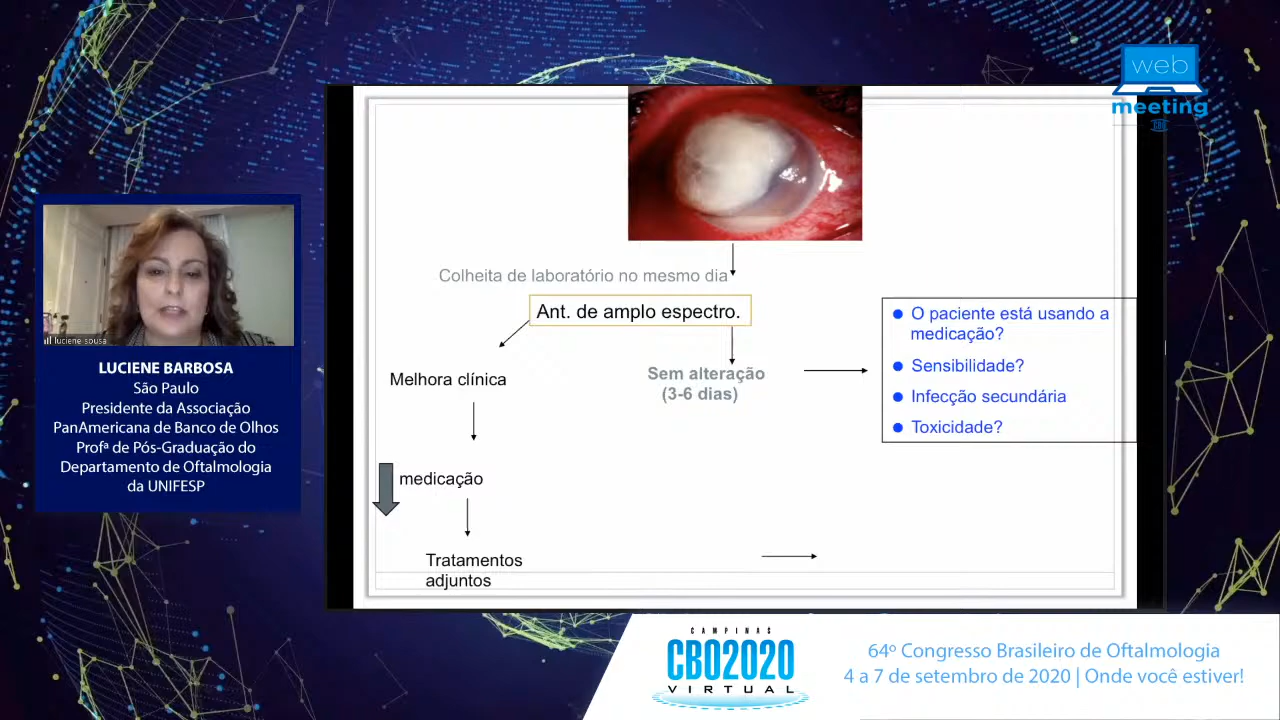 web
meeting
CBO
luciene sousa
LUCIENE BARBOSA
São Paulo
Presidente da Associação
PanAmericana de Banco de Olhos
Profª de Pós-Graduação do
Departamento de Oftalmologia
da UNIFESP
Colheita de laboratório no mesmo dia
Ant. de amplo espectro.
Melhora clínica
Sem alteração
(3-6 dias)
O paciente está usando a
medicação?
Sensibilidade?
Infecção secundária
Toxicidade?
medicação
Tratamentos
adjuntos
CAMPINAS
CBO2020
VIRTUAL
64º Congresso Brasileiro de Oftalmologia
4 a 7 de setembro de 2020 | Onde você estiver!